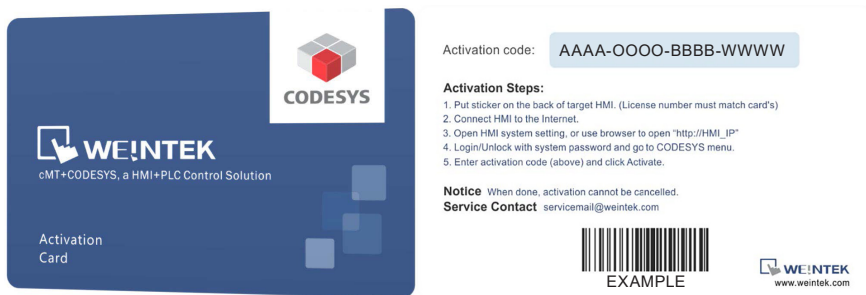 CODESYS
WE!NTEK
cMT+CODESYS, a HMI+PLC Control Solution
Activation
Card
Activation code: AAAA-OOOO-BBBB-WWWW
Activation Steps:
1. Put sticker on the back of target HMI. (License number must match card's)
2. Connect HMI to the Internet.
3. Open HMI system setting, or use browser to open “http://HMI_IP”
4. Login/Unlock with system password and go to CODESYS menu.
5. Enter activation code (above) and click Activate.
Notice When done, activation cannot be cancelled.
Service Contact servicemail@weintek.com
EXAMPLE
WE!NTEK
www.weintek.com